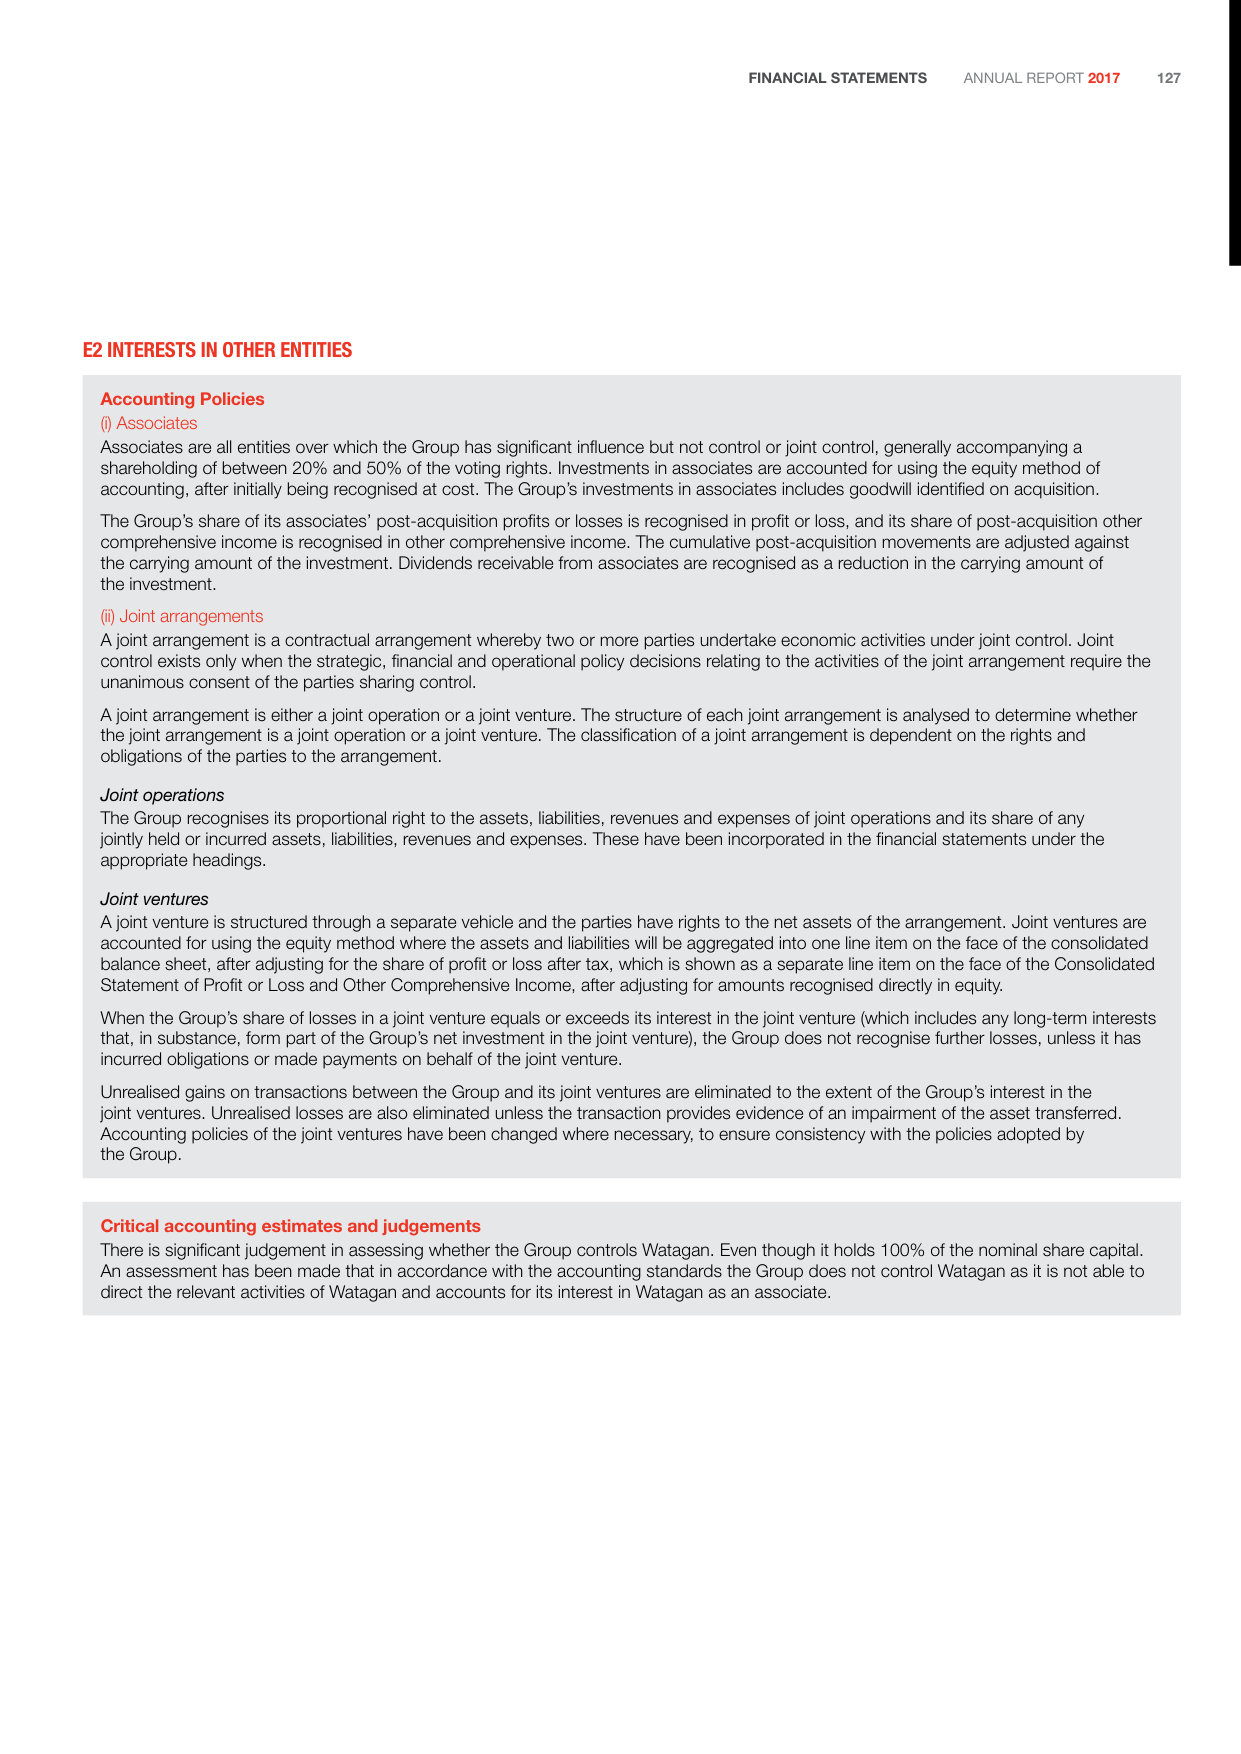 FINANCIAL STATEMENTS ANNUAL REPORT 2017 127
E2 INTERESTS IN OTHER ENTITIES
Accounting Policies
(i) Associates
Associates are all entities over which the Group has significant influence but not control or joint control, generally accompanying a
shareholding of between 20% and 50% of the voting rights. Investments in associates are accounted for using the equity method of
accounting, after initially being recognised at cost. The Group’s investments in associates includes goodwill identified on acquisition.
The Group’s share of its associates’ post-acquisition profits or losses is recognised in profit or loss, and its share of post-acquisition other
comprehensive income is recognised in other comprehensive income. The cumulative post-acquisition movements are adjusted against
the carrying amount of the investment. Dividends receivable from associates are recognised as a reduction in the carrying amount of
the investment.
(ii) Joint arrangements
A joint arrangement is a contractual arrangement whereby two or more parties undertake economic activities under joint control. Joint
control exists only when the strategic, financial and operational policy decisions relating to the activities of the joint arrangement require the
unanimous consent of the parties sharing control.
A joint arrangement is either a joint operation or a joint venture. The structure of each joint arrangement is analysed to determine whether
the joint arrangement is a joint operation or a joint venture. The classification of a joint arrangement is dependent on the rights and
obligations of the parties to the arrangement.
Joint operations
The Group recognises its proportional right to the assets, liabilities, revenues and expenses of joint operations and its share of any
jointly held or incurred assets, liabilities, revenues and expenses. These have been incorporated in the financial statements under the
appropriate headings.
Joint ventures
A joint venture is structured through a separate vehicle and the parties have rights to the net assets of the arrangement. Joint ventures are
accounted for using the equity method where the assets and liabilities will be aggregated into one line item on the face of the consolidated
balance sheet, after adjusting for the share of profit or loss after tax, which is shown as a separate line item on the face of the Consolidated
Statement of Profit or Loss and Other Comprehensive Income, after adjusting for amounts recognised directly in equity.
When the Group’s share of losses in a joint venture equals or exceeds its interest in the joint venture (which includes any long-term interests
that, in substance, form part of the Group’s net investment in the joint venture), the Group does not recognise further losses, unless it has
incurred obligations or made payments on behalf of the joint venture.
Unrealised gains on transactions between the Group and its joint ventures are eliminated to the extent of the Group’s interest in the
joint ventures. Unrealised losses are also eliminated unless the transaction provides evidence of an impairment of the asset transferred.
Accounting policies of the joint ventures have been changed where necessary, to ensure consistency with the policies adopted by
the Group.
Critical accounting estimates and judgements
There is significant judgement in assessing whether the Group controls Watagan. Even though it holds 100% of the nominal share capital.
An assessment has been made that in accordance with the accounting standards the Group does not control Watagan as it is not able to
direct the relevant activities of Watagan and accounts for its interest in Watagan as an associate.